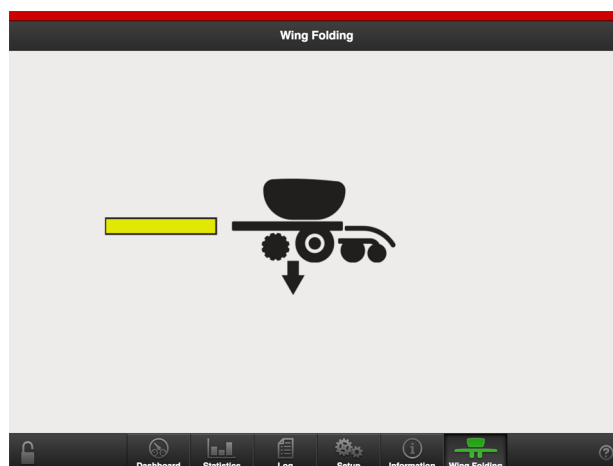 Wing Folding
Dashboard
Statistics
Log
Setup
Information
Wing Folding